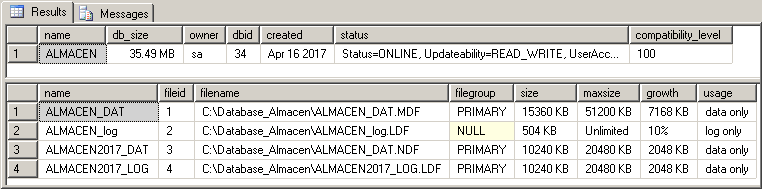 Results Messages
name db_size owner dbid created status compatibility_level
1 ALMACEN 35.49 MB sa 34 Apr 16 2017 Status=ONLINE, Updateability=READ_WRITE, UserAcc... 100
name fileid filename filegroup size maxsize growth usage
1 ALMACEN_DAT 1 C:\Database_Almacen\ALMACEN_DAT.MDF PRIMARY 15360 KB 51200 KB 7168 KB data only
2 ALMACEN_log 2 C:\Database_Almacen\ALMACEN_log.LDF NULL 504 KB Unlimited 10% log only
3 ALMACEN2017_DAT 3 C:\Database_Almacen\ALMACEN_DAT.NDF PRIMARY 10240 KB 20480 KB 2048 KB data only
4 ALMACEN2017_LOG 4 C:\Database_Almacen\ALMACEN2017_LOG.LDF PRIMARY 10240 KB 20480 KB 2048 KB data only